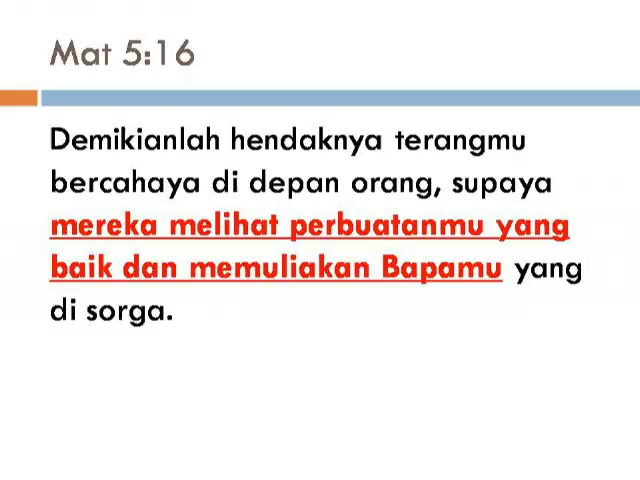 Mat 5:16
Demikianlah hendaknya terangmu
bercahaya di depan orang, supaya
mereka melihat perbuatanmu yang
baik dan memuliakan Bapamu yang
di sorga.